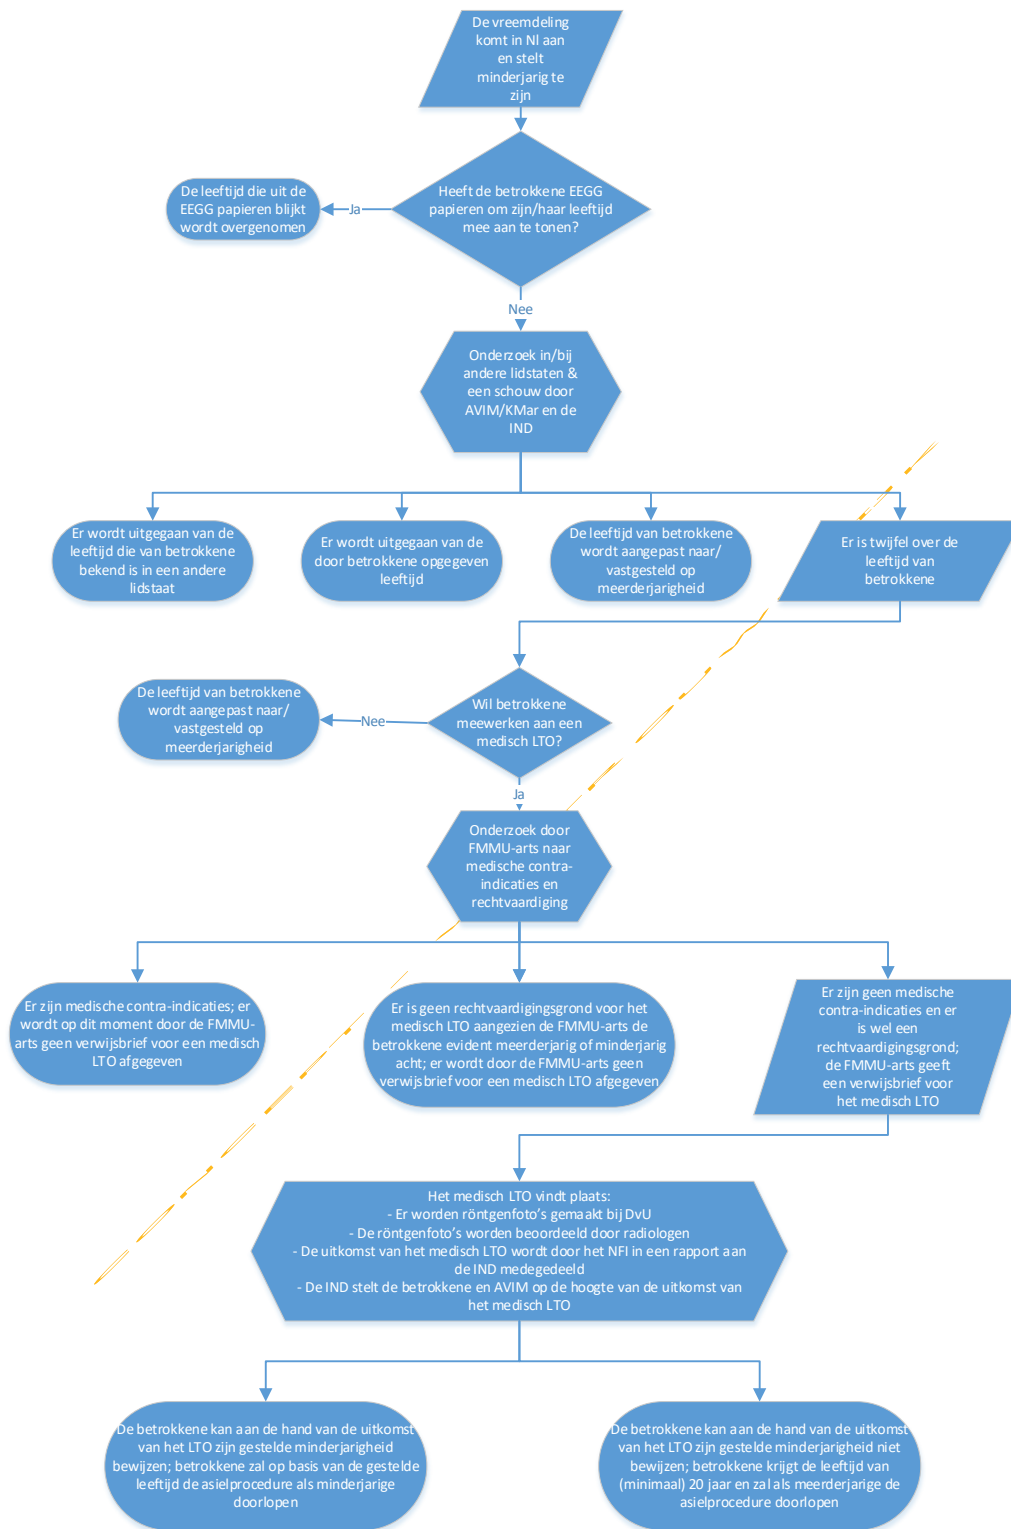 De vreemdeling
komt in Nl aan
en stelt
minderjarig te
zijn
Heeft de betrokkene EEGG
papieren om zijn/haar leeftijd
mee aan te tonen?
Ja
De leeftijd die uit de
EEGG papieren blijkt
wordt overgenomen
Nee
Onderzoek in/bij
andere lidstaten &
een schouw door
AVIM/KMar en de
IND
Er wordt uitgegaan van de
leeftijd die van betrokkene
bekend is in een andere
lidstaat
Er wordt uitgegaan van de
door betrokkene opgegeven
leeftijd
De leeftijd van betrokkene
wordt aangepast naar/
vastgesteld op
meerderjarigheid
Er is twijfel over de
leeftijd van
betrokkene
Wil betrokkene
meewerken aan een
medisch LTO?
Nee
De leeftijd van betrokkene
wordt aangepast naar/
vastgesteld op
meerderjarigheid
Ja
Onderzoek door
FMMU-arts naar
medische contra-
indicaties en
rechtvaardiging
Er zijn medische contra-indicaties; er
wordt op dit moment door de FMMU-
arts geen verwijsbrief voor een medisch
LTO afgegeven
Er is geen rechtvaardigingsgrond voor het
medisch LTO aangezien de FMMU-arts de
betrokkene evident meerderjarig of minderjarig
acht; er wordt door de FMMU-arts geen
verwijsbrief voor een medisch LTO afgegeven
Er zijn geen medische
contra-indicaties en er
is wel een
rechtvaardigingsgrond;
de FMMU-arts geeft
een verwijsbrief voor
het medisch LTO
Het medisch LTO vindt plaats:
- Er worden röntgenfoto's gemaakt bij DvU
- De röntgenfoto's worden beoordeeld door radiologen
- De uitkomst van het medisch LTO wordt door het NFI in een rapport aan
de IND medegedeeld
- De IND stelt de betrokkene en AVIM op de hoogte van de uitkomst van
het medisch LTO
De betrokkene kan aan de hand van de uitkomst
van het LTO zijn gestelde minderjarigheid
bewijzen; betrokkene zal op basis van de gestelde
leeftijd de asielprocedure als minderjarige
doorlopen
De betrokkene kan aan de hand van de uitkomst
van het LTO zijn gestelde minderjarigheid niet
bewijzen; betrokkene krijgt de leeftijd van
(minimaal) 20 jaar en zal als meerderjarige de
asielprocedure doorlopen